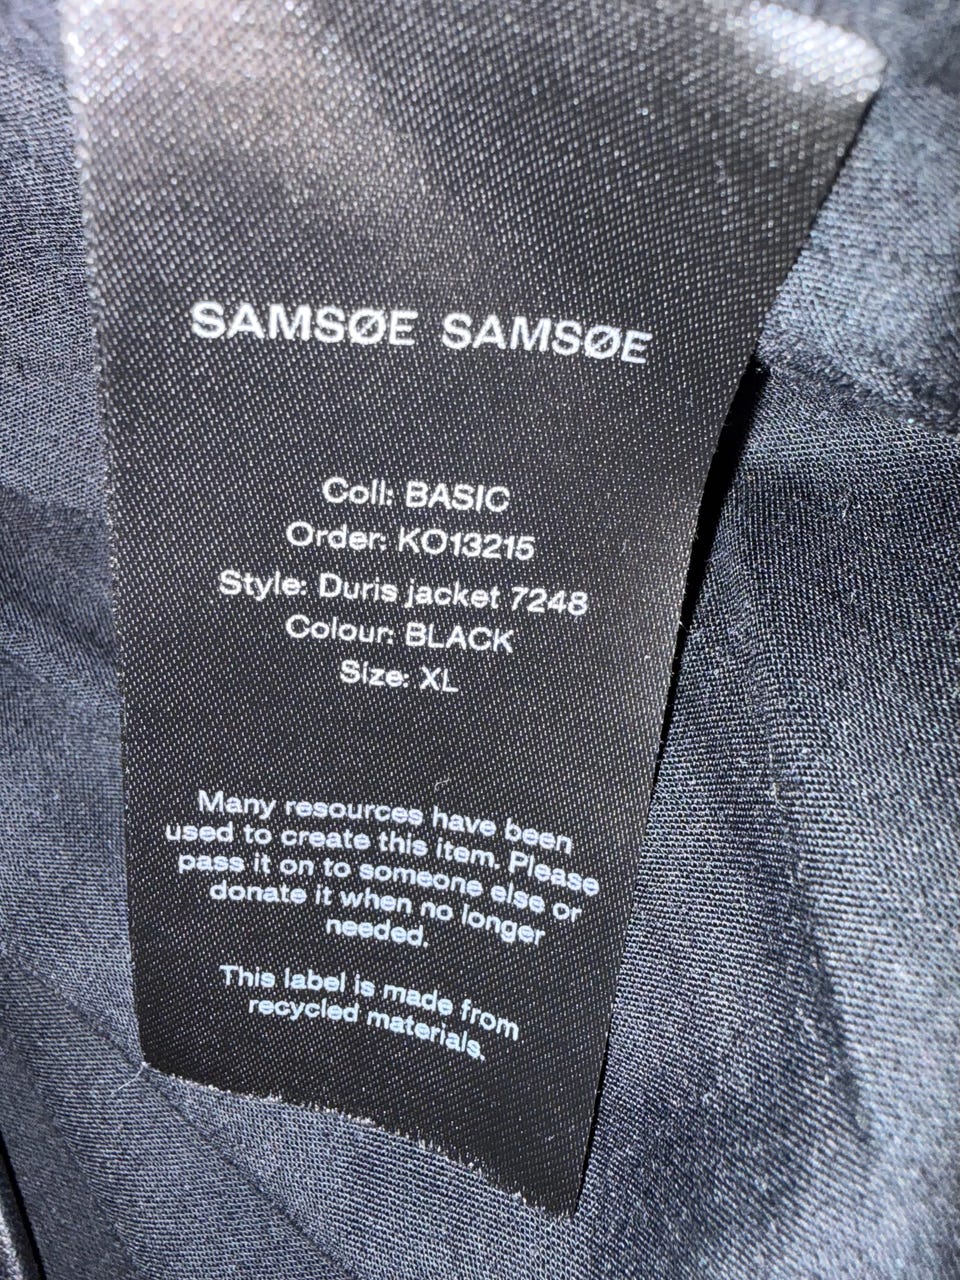 SAMSØE SAMSØE
Coll: BASIC
Order: KO13215
Style: Duris jacket 7248
Colour: BLACK
Size: XL
Many resources have been
used to create this item. Please
pass it on to someone else or
donate it when no longer
needed.
This label is made from
recycled materials.